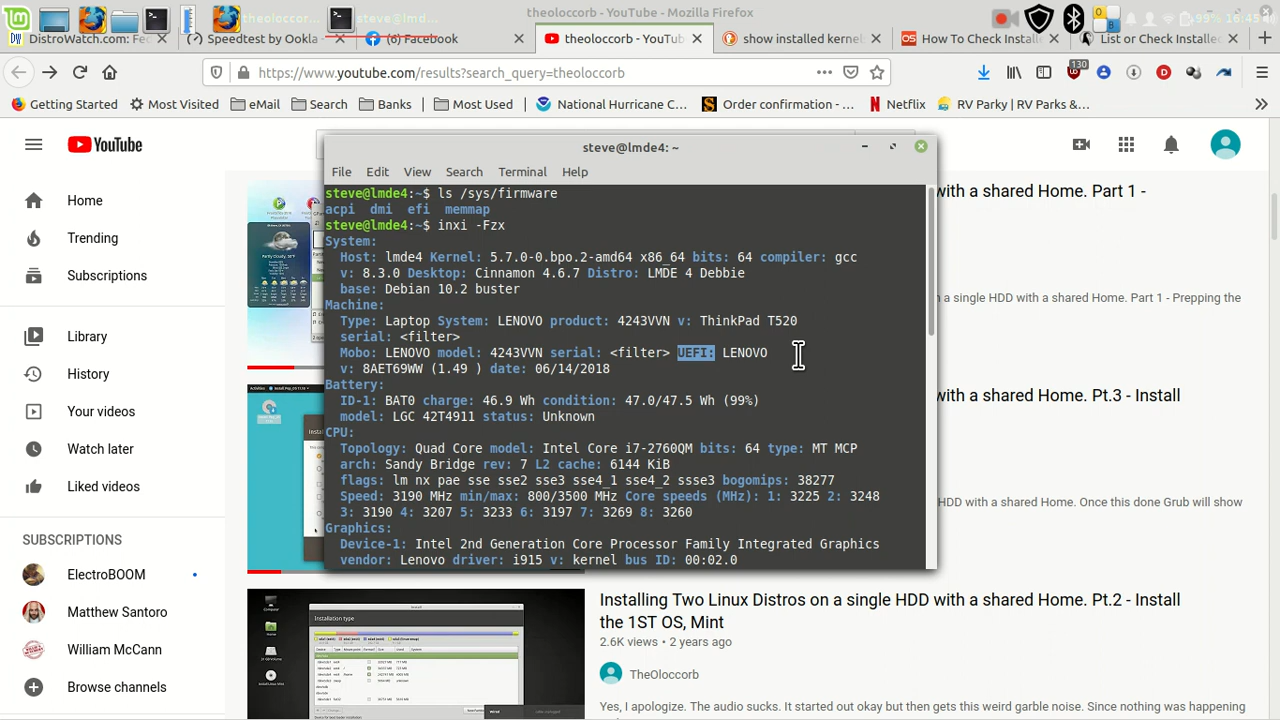 theoloccorb - Mozilla Firefox
99% 16:45
DistroWatch.com: Fe
Speedtest by Ookla
(6) Facebook
theoloccorb - YouTube
show installed kernel
How To Check Install
List or Check Installed
https://www.youtube.com/results?search_query=theoloccorb
130
Getting Started
Most Visited
eMail
Search
Banks
Most Used
National Hurricane C…
Order confirmation - …
Netflix
RV Parky | RV Parks &…
YouTube
Home
Trending
Subscriptions
Library
History
Your videos
Watch later
Liked videos
SUBSCRIPTIONS
ElectroBOOM
Matthew Santoro
William McCann
Browse Channels
steve@lmde4: ~
File Edit View Search Terminal Help
steve@lmde4:~$ ls /sys/firmware
acpi dmi efi memmap
steve@lmde4:~$ inxi -Fzx
System:
Host: lmde4 Kernel: 5.7.0-0.bpo.2-amd64 x86_64 bits: 64 compiler: gcc
v: 8.3.0 Desktop: Cinnamon 4.6.7 Distro: LMDE 4 Debbie
base: Debian 10.2 buster
Machine:
Type: Laptop System: LENOVO product: 4243VVN v: ThinkPad T520
serial: <filter>
Mobo: LENOVO model: 4243VVN serial: <filter> UEFI: LENOVO
v: 8AET69WW (1.49 ) date: 06/14/2018
Battery:
ID-1: BAT0 charge: 46.9 Wh condition: 47.0/47.5 Wh (99%)
model: LGC 42T4911 status: Unknown
CPU:
Topology: Quad Core model: Intel Core i7-2760QM bits: 64 type: MT MCP
arch: Sandy Bridge rev: 7 L2 cache: 6144 KiB
flags: lm nx pae sse sse2 sse3 sse4_1 sse4_2 ssse3 bogomips: 38277
Speed: 3190 MHz min/max: 800/3500 MHz Core speeds (MHz): 1: 3225 2: 3248
3: 3190 4: 3207 5: 3233 6: 3197 7: 3269 8: 3260
Graphics:
Device-1: Intel 2nd Generation Core Processor Family Integrated Graphics
vendor: Lenovo driver: i915 v: kernel bus ID: 00:02.0
with a shared Home. Part 1 -
a single HDD with a shared Home. Part 1 - Prepping the
with a shared Home. Pt.3 - Install
HDD with a shared Home. Once this done Grub will show
Installing Two Linux Distros on a single HDD with a shared Home. Pt.2 - Install
the 1ST OS, Mint
2 years ago
Theoloccorb
I apologize. The audio
out okay but then gets
noise. Since nothing was